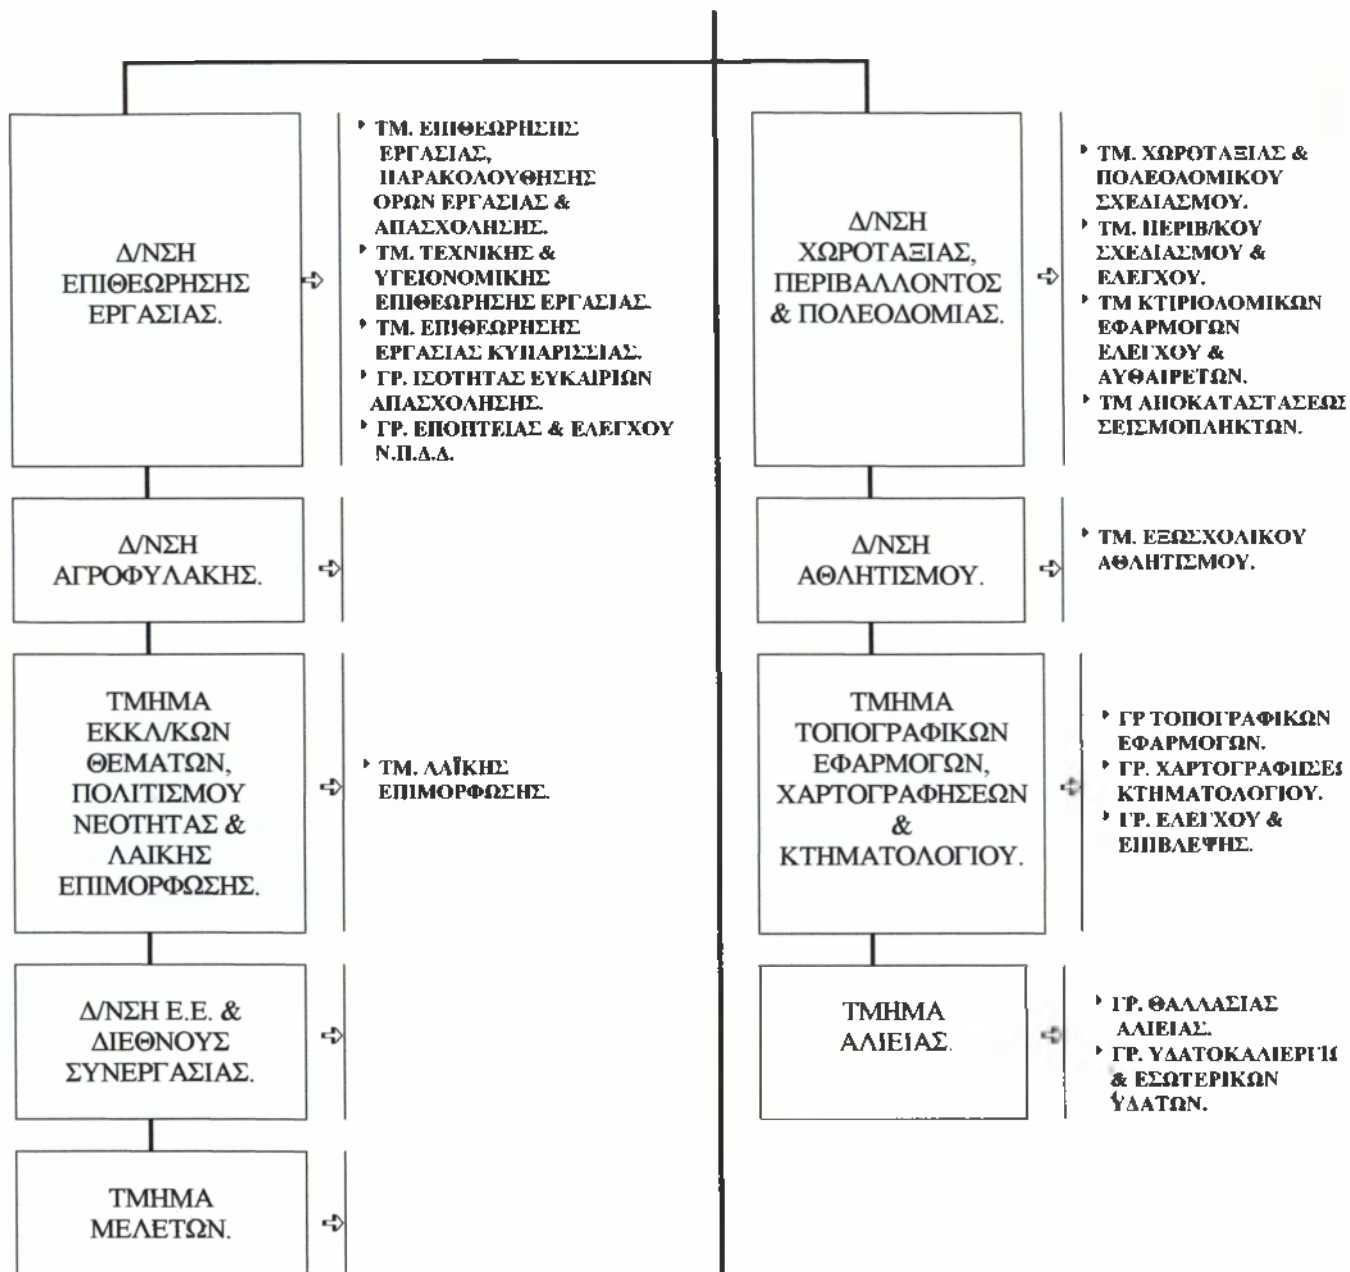 Δ/ΝΣΗ
ΕΠΙΘΕΩΡΗΣΗΣ
ΕΡΓΑΣΙΑΣ.
ΤΜ. ΕΠΙΘΕΩΡΗΣΗΣ
ΕΡΓΑΣΙΑΣ,
ΠΑΡΑΚΟΛΟΥΘΗΣΗΣ
ΟΡΩΝ ΕΡΓΑΣΙΑΣ &
ΑΠΑΣΧΟΛΗΣΗΣ.
ΤΜ. ΤΕΧΝΙΚΗΣ &
ΥΓΕΙΟΝΟΜΙΚΗΣ
ΕΠΙΘΕΩΡΗΣΗΣ ΕΡΓΑΣΙΑΣ.
ΤΜ. ΕΠΙΘΕΩΡΗΣΗΣ
ΕΡΓΑΣΙΑΣ ΚΥΠΑΡΙΣΣΙΑΣ.
ΓΡ. ΙΣΟΤΗΤΑΣ ΕΥΚΑΙΡΙΩΝ
ΑΠΑΣΧΟΛΗΣΗΣ.
ΓΡ. ΕΠΟΠΤΕΙΑΣ & ΕΛΕΓΧΟΥ
Ν.Π.Δ.Δ.
Δ/ΝΣΗ
ΑΓΡΟΦΥΛΑΚΗΣ.
ΤΜΗΜΑ
ΕΚΚΛ/ΚΩΝ
ΘΕΜΑΤΩΝ,
ΠΟΛΙΤΙΣΜΟΥ
ΝΕΟΤΗΤΑΣ &
ΛΑΙΚΗΣ
ΕΠΙΜΟΡΦΩΣΗΣ.
ΤΜ. ΛΑΪΚΗΣ
ΕΠΙΜΟΡΦΩΣΗΣ.
Δ/ΝΣΗ Ε.Ε. &
ΔΙΕΘΝΟΥΣ
ΣΥΝΕΡΓΑΣΙΑΣ.
ΤΜΗΜΑ
ΜΕΛΕΤΩΝ.
Δ/ΝΣΗ
ΧΩΡΟΤΑΞΙΑΣ,
ΠΕΡΙΒΑΛΛΟΝΤΟΣ
& ΠΟΛΕΟΔΟΜΙΑΣ.
ΤΜ. ΧΩΡΟΤΑΞΙΑΣ &
ΠΟΛΕΟΔΟΜΙΚΟΥ
ΣΧΕΔΙΑΣΜΟΥ.
ΤΜ. ΠΕΡΙΒ/ΚΟΥ
ΣΧΕΔΙΑΣΜΟΥ &
ΕΛΕΓΧΟΥ.
ΤΜ ΚΤΙΡΙΟΔΟΜΙΚΩΝ
ΕΦΑΡΜΟΓΩΝ
ΕΛΕΓΧΟΥ &
ΑΥΘΑΙΡΕΤΩΝ.
ΤΜ ΑΠΟΚΑΤΑΣΤΑΣΕΩΣ
ΣΕΙΣΜΟΠΛΗΚΤΩΝ.
Δ/ΝΣΗ
ΑΘΛΗΤΙΣΜΟΥ.
ΤΜ. ΕΞΩΣΧΟΛΙΚΟΥ
ΑΘΛΗΤΙΣΜΟΥ.
ΤΜΗΜΑ
ΤΟΠΟΓΡΑΦΙΚΩΝ
ΕΦΑΡΜΟΓΩΝ,
ΧΑΡΤΟΓΡΑΦΗΣΕΩΝ
&
ΚΤΗΜΑΤΟΛΟΓΙΟΥ.
ΓΡ ΤΟΠΟΓΡΑΦΙΚΩΝ
ΕΦΑΡΜΟΓΩΝ.
ΓΡ. ΧΑΡΤΟΓΡΑΦΗΣΕΩ
ΚΤΗΜΑΤΟΛΟΓΙΟΥ.
ΓΡ. ΕΛΕΓΧΟΥ &
ΕΠΙΒΛΕΨΗΣ.
ΤΜΗΜΑ
ΑΛΙΕΙΑΣ.
ΓΡ. ΘΑΛΑΣΣΙΑΣ
ΑΛΙΕΙΑΣ.
ΓΡ.
& ΕΣΩΤΕΡΙΚΩΝ
ΥΔΑΤΩΝ.